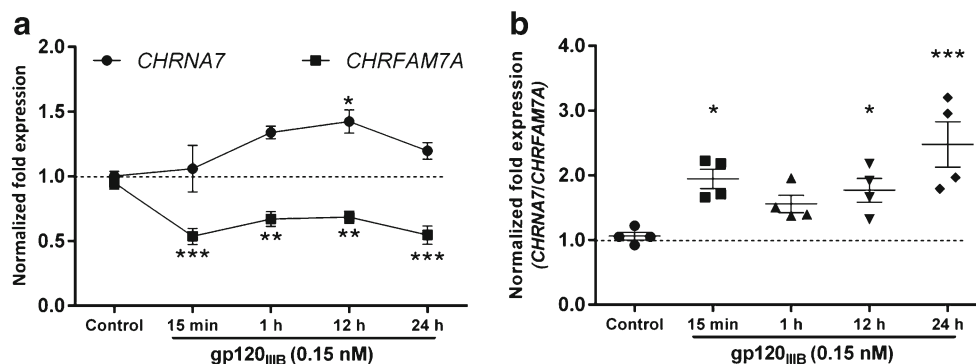 a
Normalized fold expression
2.0
1.5
1.0
0.5
0.0
CHRNA7
CHRFAM7A
*
***
**
**
***
Control
15 min
1 h
12 h
24 h
gp120IIIB (0.15 nM)
b
Normalized fold expression
(CHRNA7/CHRFAM7A)
4.0
3.0
2.0
1.0
0.0
*
*
***
Control
15 min
1 h
12 h
24 h
gp120IIIB (0.15 nM)